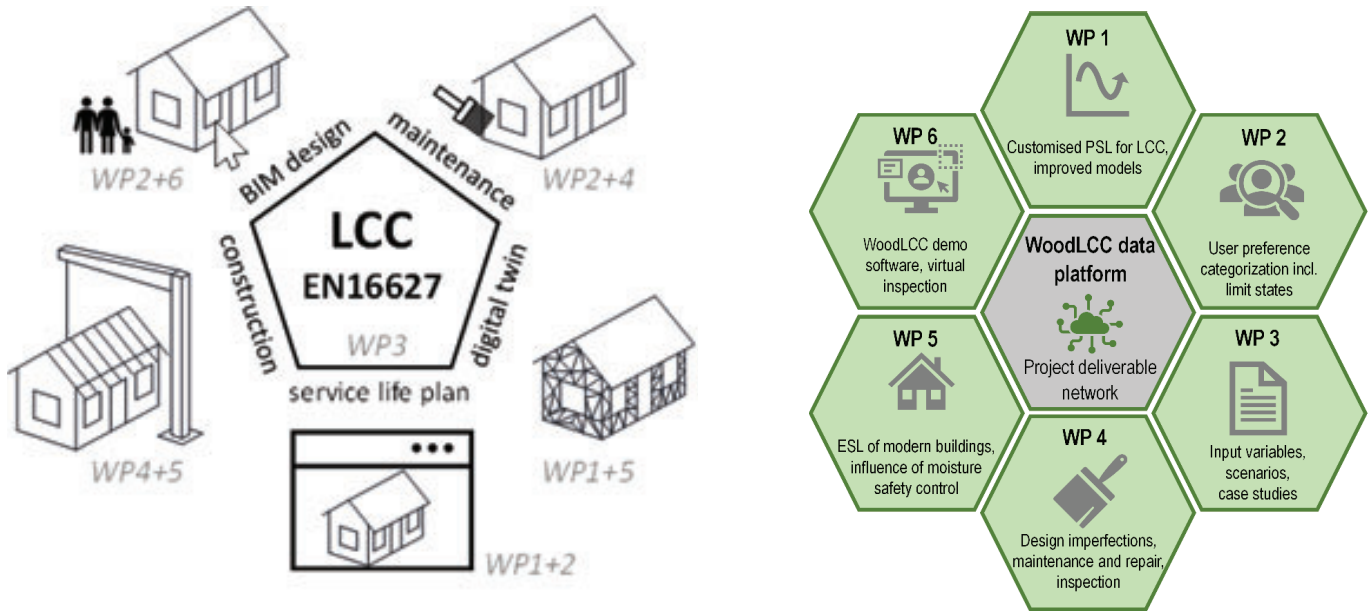 WP2+6
BIM design
maintenance
WP2+4
LCC
EN16627
WP3
construction
digital twin
service life plan
WP4+5
WP1+5
WP1+2
WP 1
Customised PSL for LCC,
improved models
WP 6
WoodLCC demo
software, virtual
inspection
WP 2
User preference
categorization incl.
limit states
WoodLCC data
platform
Project deliverable
network
WP 5
ESL of modern buildings,
influence of moisture
safety control
WP 3
Input variables,
scenarios,
case studies
WP 4
Design imperfections,
maintenance and repair,
inspection